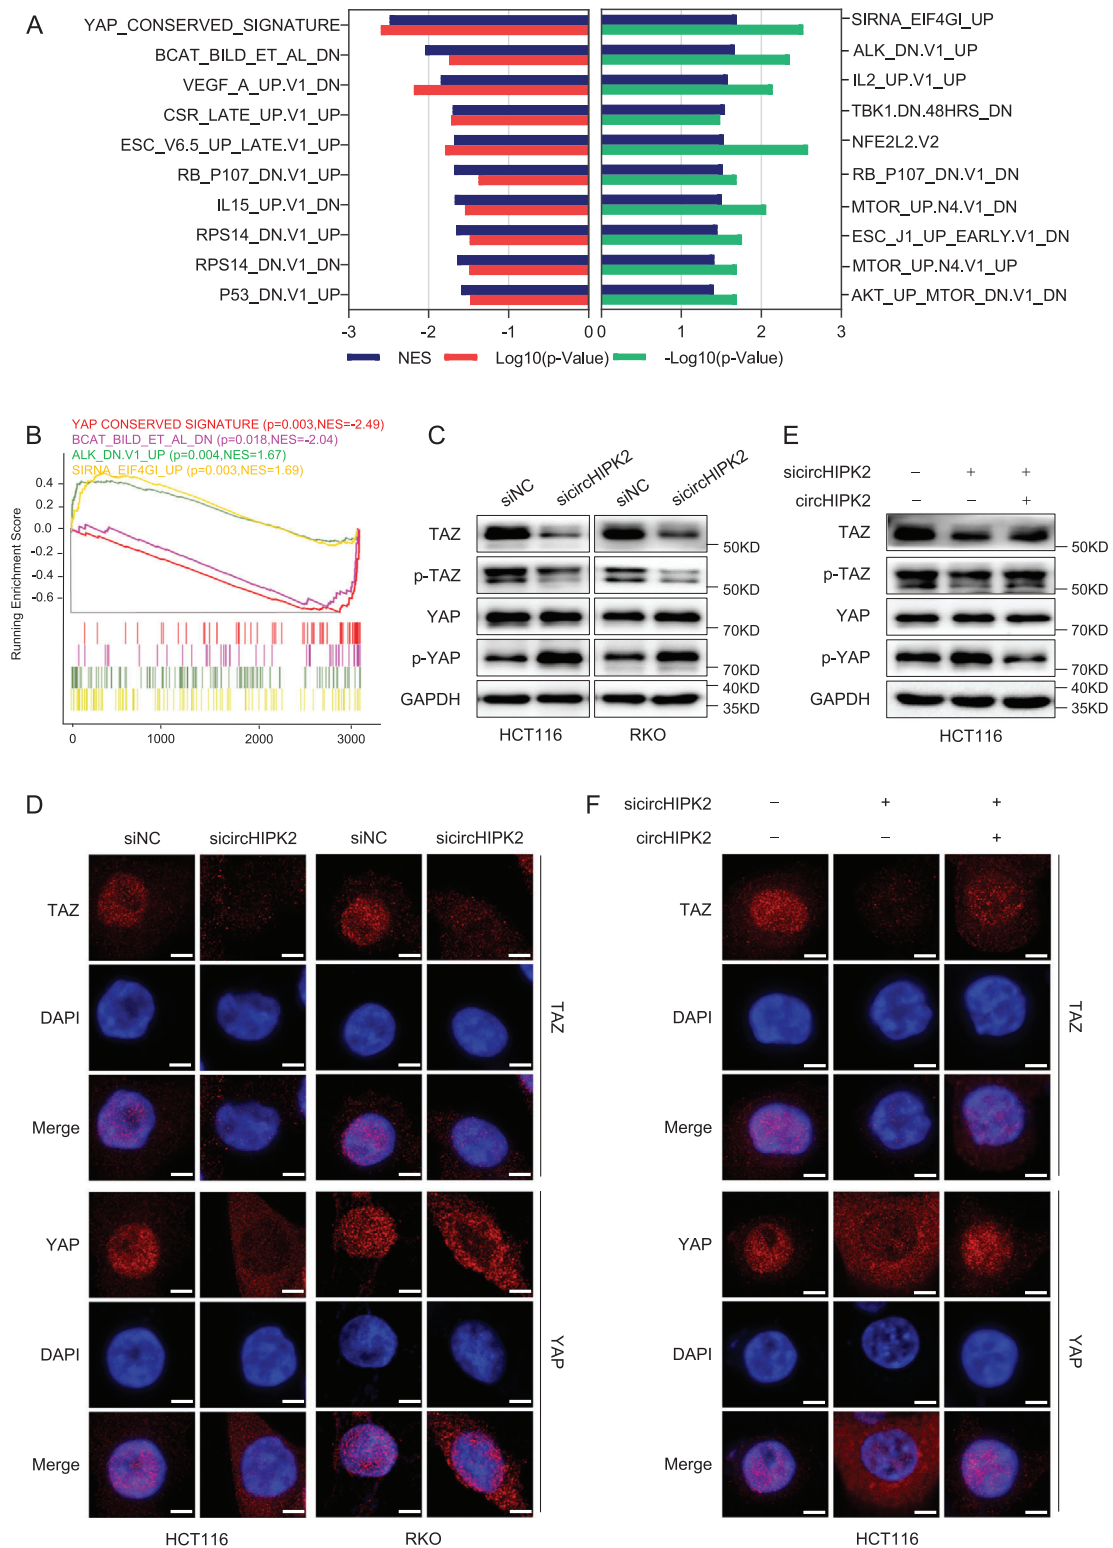 A
YAP_CONSERVED_SIGNATURE
BCAT_BILD_ET_AL_DN
VEGF_A_UP.V1_DN
CSR_LATE_UP.V1_UP
ESC_V6.5_UP_LATE.V1_UP
RB_P107_DN.V1_UP
IL15_UP.V1_DN
RPS14_DN.V1_UP
RPS14_DN.V1_DN
P53_DN.V1_UP
SIRNA_EIF4GI_UP
ALK_DN.V1_UP
IL2_UP.V1_UP
TBK1.DN.48HRS_DN
NFE2L2.V2
RB_P107_DN.V1_DN
MTOR_UP.N4.V1_DN
ESC_J1_UP_EARLY.V1_DN
MTOR_UP.N4.V1_UP
AKT_UP_MTOR_DN.V1_DN
-3 -2 -1 0 0 1 2 3
NES Log10(p-Value) -Log10(p-Value)
B
YAP CONSERVED SIGNATURE (p=0.003,NES=-2.49)
BCAT_BILD_ET_AL_DN (p=0.018,NES=-2.04)
ALK_DN.V1_UP (p=0.004,NES=1.67)
SIRNA_EIF4GI_UP (p=0.003,NES=1.69)
Running Enrichment Score
0.4
0.2
0.0
-0.2
-0.4
-0.6
0 1000 2000 3000
C
siNC sicircHIPK2 siNC sicircHIPK2
TAZ 50KD
p-TAZ 50KD
YAP 70KD
p-YAP 70KD
GAPDH 40KD
35KD
HCT116 RKO
E
sicircHIPK2 – + +
circHIPK2 – – +
TAZ 50KD
p-TAZ 50KD
YAP 70KD
p-YAP 70KD
GAPDH 40KD
35KD
HCT116
D
siNC sicircHIPK2 siNC sicircHIPK2
TAZ
DAPI
Merge
TAZ
YAP
DAPI
Merge
YAP
HCT116 RKO
F
sicircHIPK2 – + +
circHIPK2 – – +
TAZ
DAPI
Merge
TAZ
YAP
DAPI
Merge
YAP
HCT116